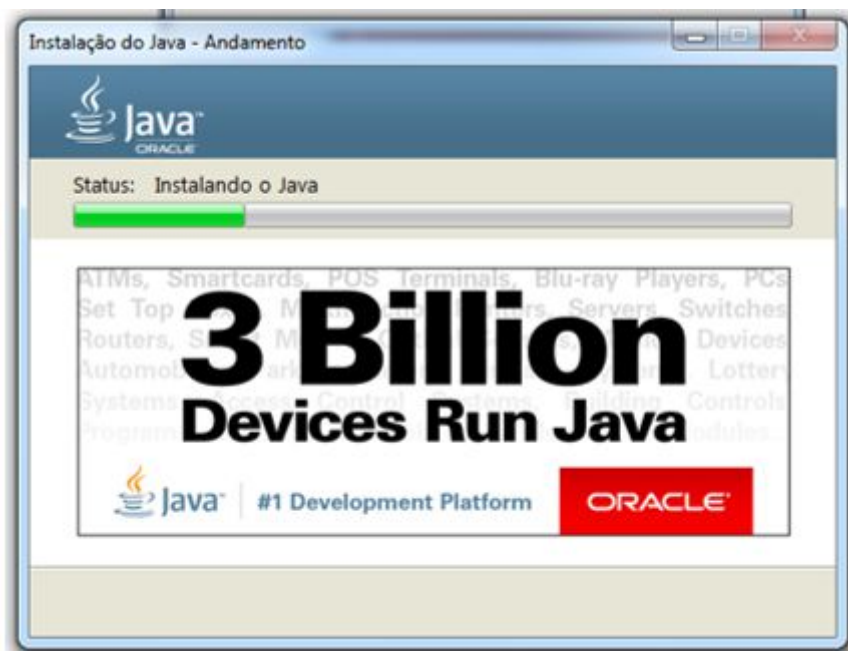 Instalação do Java - Andamento
Java™
ORACLE
Status: Instalando o Java
ATMs, Smartcards, POS Terminals, Blu-ray Players, PCs
Set Top Servers, Switches
Routers, Devices
Lottery
Systems, Access Control Systems, Building Controls
3 Billion
Devices Run Java
Java™
#1 Development Platform
ORACLE®